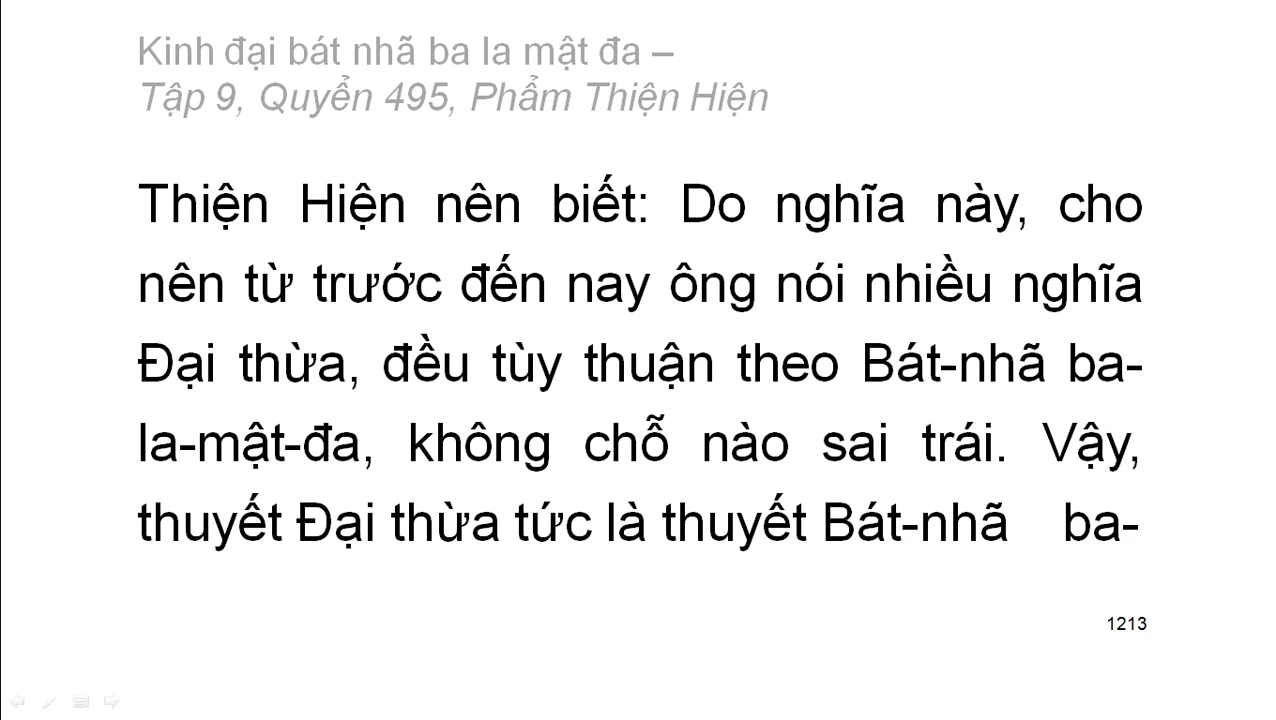 Kinh đại bát nhã ba la mật đa –
Tập 9, Quyển 495, Phẩm Thiện Hiện
Thiện Hiện nên biết: Do nghĩa này, cho
nên từ trước đến nay ông nói nhiều nghĩa
Đại thừa, đều tùy thuận theo Bát-nhã ba-
la-mật-đa, không chỗ nào sai trái. Vậy,
thuyết Đại thừa tức là thuyết Bát-nhã ba-
1213